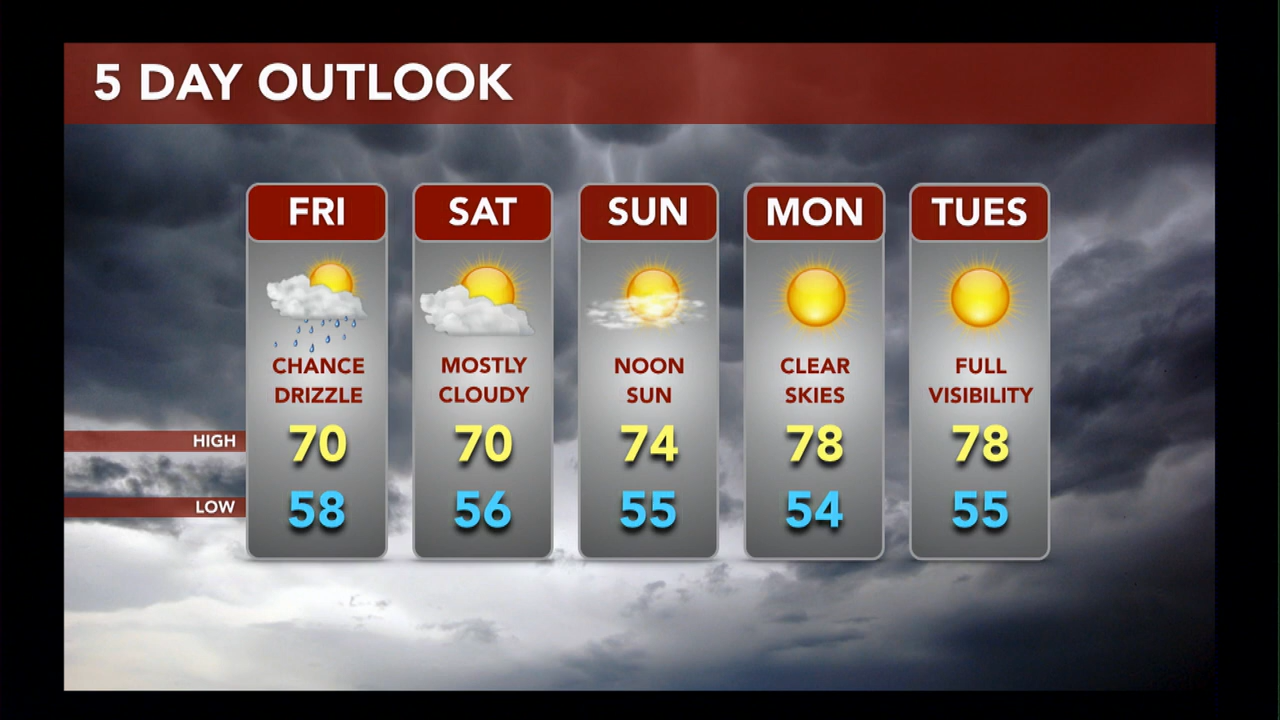 5 DAY OUTLOOK
FRI
CHANCE
DRIZZLE
70
58
SAT
MOSTLY
CLOUDY
70
56
SUN
NOON
SUN
74
55
MON
CLEAR
SKIES
78
54
TUES
FULL
VISIBILITY
78
55
HIGH
LOW